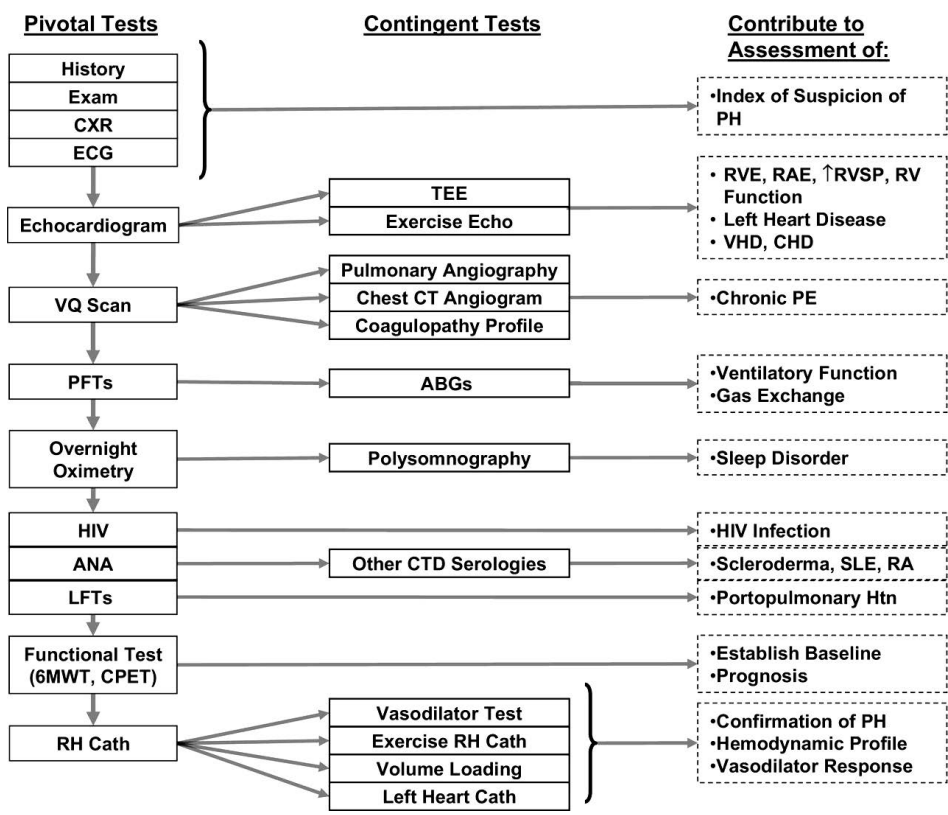 Pivotal Tests
Contingent Tests
Contribute to
Assessment of:
History
Exam
CXR
ECG
•Index of Suspicion of
PH
Echocardiogram
TEE
Exercise Echo
• RVE, RAE, ↑RVSP, RV
Function
• Left Heart Disease
• VHD, CHD
VQ Scan
Pulmonary Angiography
Chest CT Angiogram
Coagulopathy Profile
•Chronic PE
PFTs
ABGs
•Ventilatory Function
•Gas Exchange
Overnight
Oximetry
Polysomnography
•Sleep Disorder
HIV
•HIV Infection
ANA
Other CTD Serologies
•Scleroderma, SLE, RA
LFTs
•Portopulmonary Htn
Functional Test
(6MWT, CPET)
•Establish Baseline
•Prognosis
RH Cath
Vasodilator Test
Exercise RH Cath
Volume Loading
Left Heart Cath
•Confirmation of PH
•Hemodynamic Profile
•Vasodilator Response